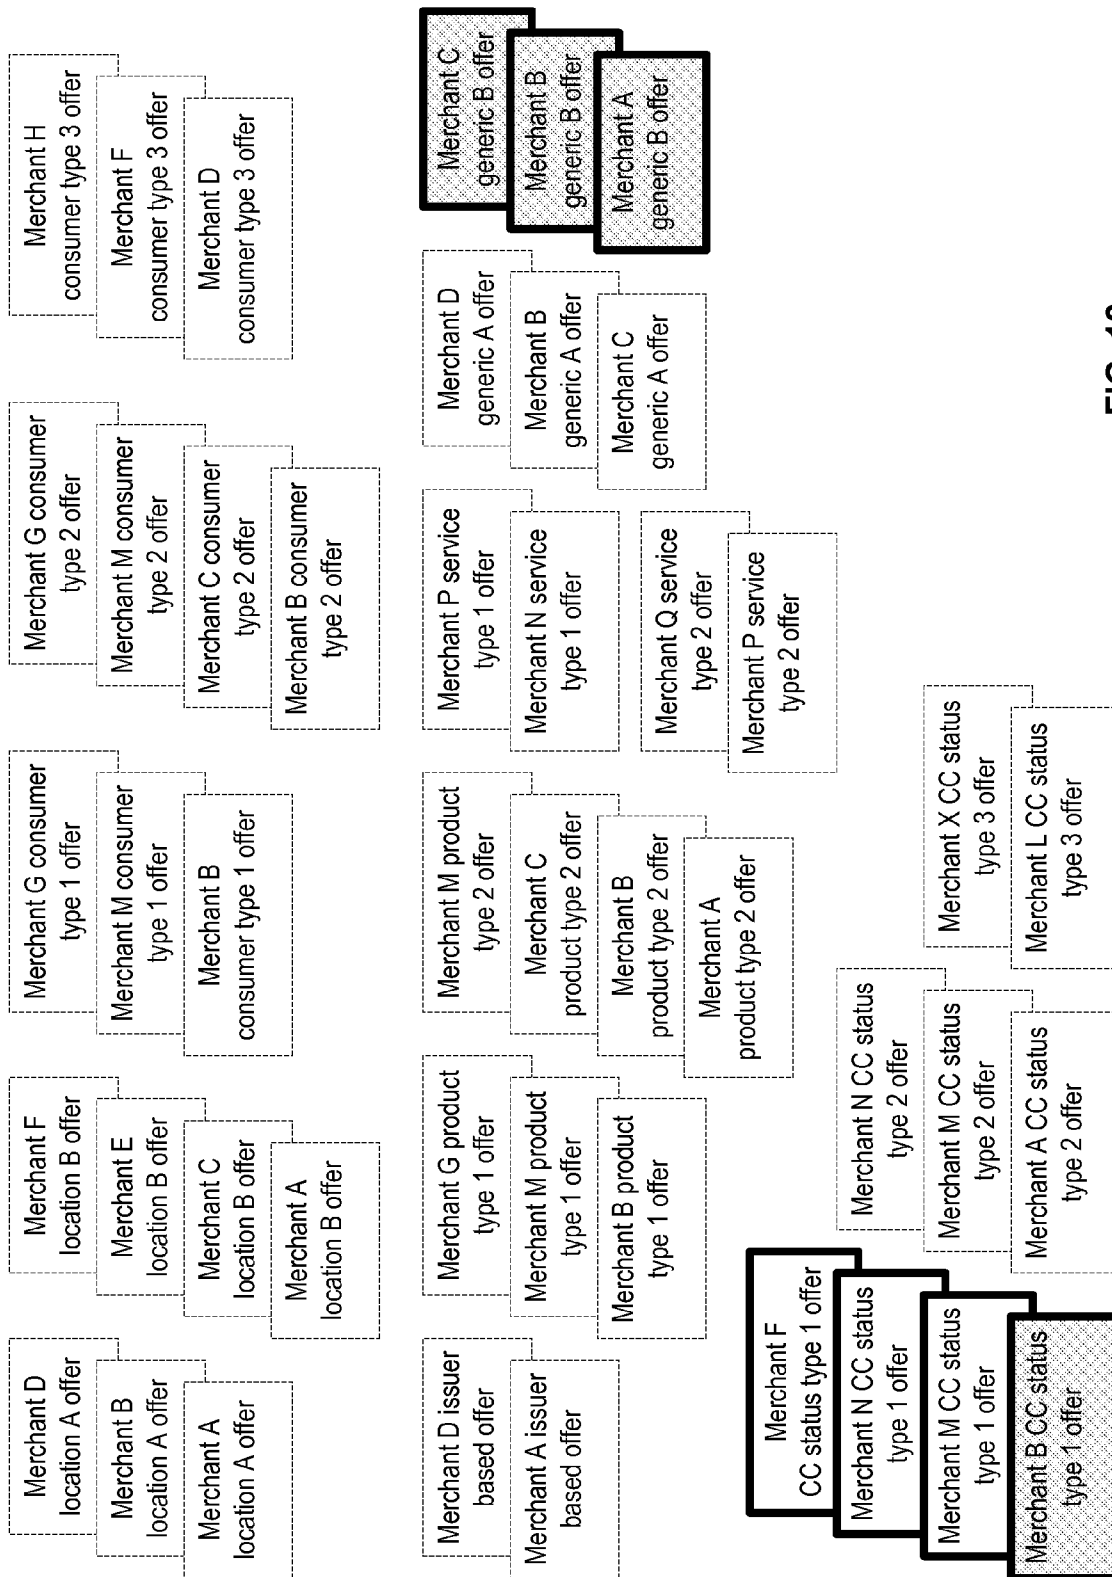 Merchant D
location A offer
Merchant B
location A offer
Merchant A
location A offer
Merchant F
location B offer
Merchant E
location B offer
Merchant C
location B offer
Merchant A
location B offer
Merchant G consumer
type 1 offer
Merchant M consumer
type 1 offer
Merchant B
consumer type 1 offer
Merchant G consumer
type 2 offer
Merchant M consumer
type 2 offer
Merchant C consumer
type 2 offer
Merchant B consumer
type 2 offer
Merchant H
consumer type 3 offer
Merchant F
consumer type 3 offer
Merchant D
consumer type 3 offer
Merchant D issuer
based offer
Merchant A issuer
based offer
Merchant G product
type 1 offer
Merchant M product
type 1 offer
Merchant B product
type 1 offer
Merchant M product
type 2 offer
Merchant C
product type 2 offer
Merchant B
product type 2 offer
Merchant A
product type 2 offer
Merchant P service
type 1 offer
Merchant N service
type 1 offer
Merchant Q service
type 2 offer
Merchant P service
type 2 offer
Merchant D
generic A offer
Merchant B
generic A offer
Merchant C
generic A offer
Merchant C
generic B offer
Merchant B
generic B offer
Merchant A
generic B offer
Merchant F
CC status type 1 offer
Merchant N CC status
type 1 offer
Merchant M CC status
type 1 offer
Merchant B CC status
type 1 offer
Merchant N CC status
type 2 offer
Merchant M CC status
type 2 offer
Merchant A CC status
type 2 offer
Merchant X CC status
type 3 offer
Merchant L CC status
type 3 offer
FIG.